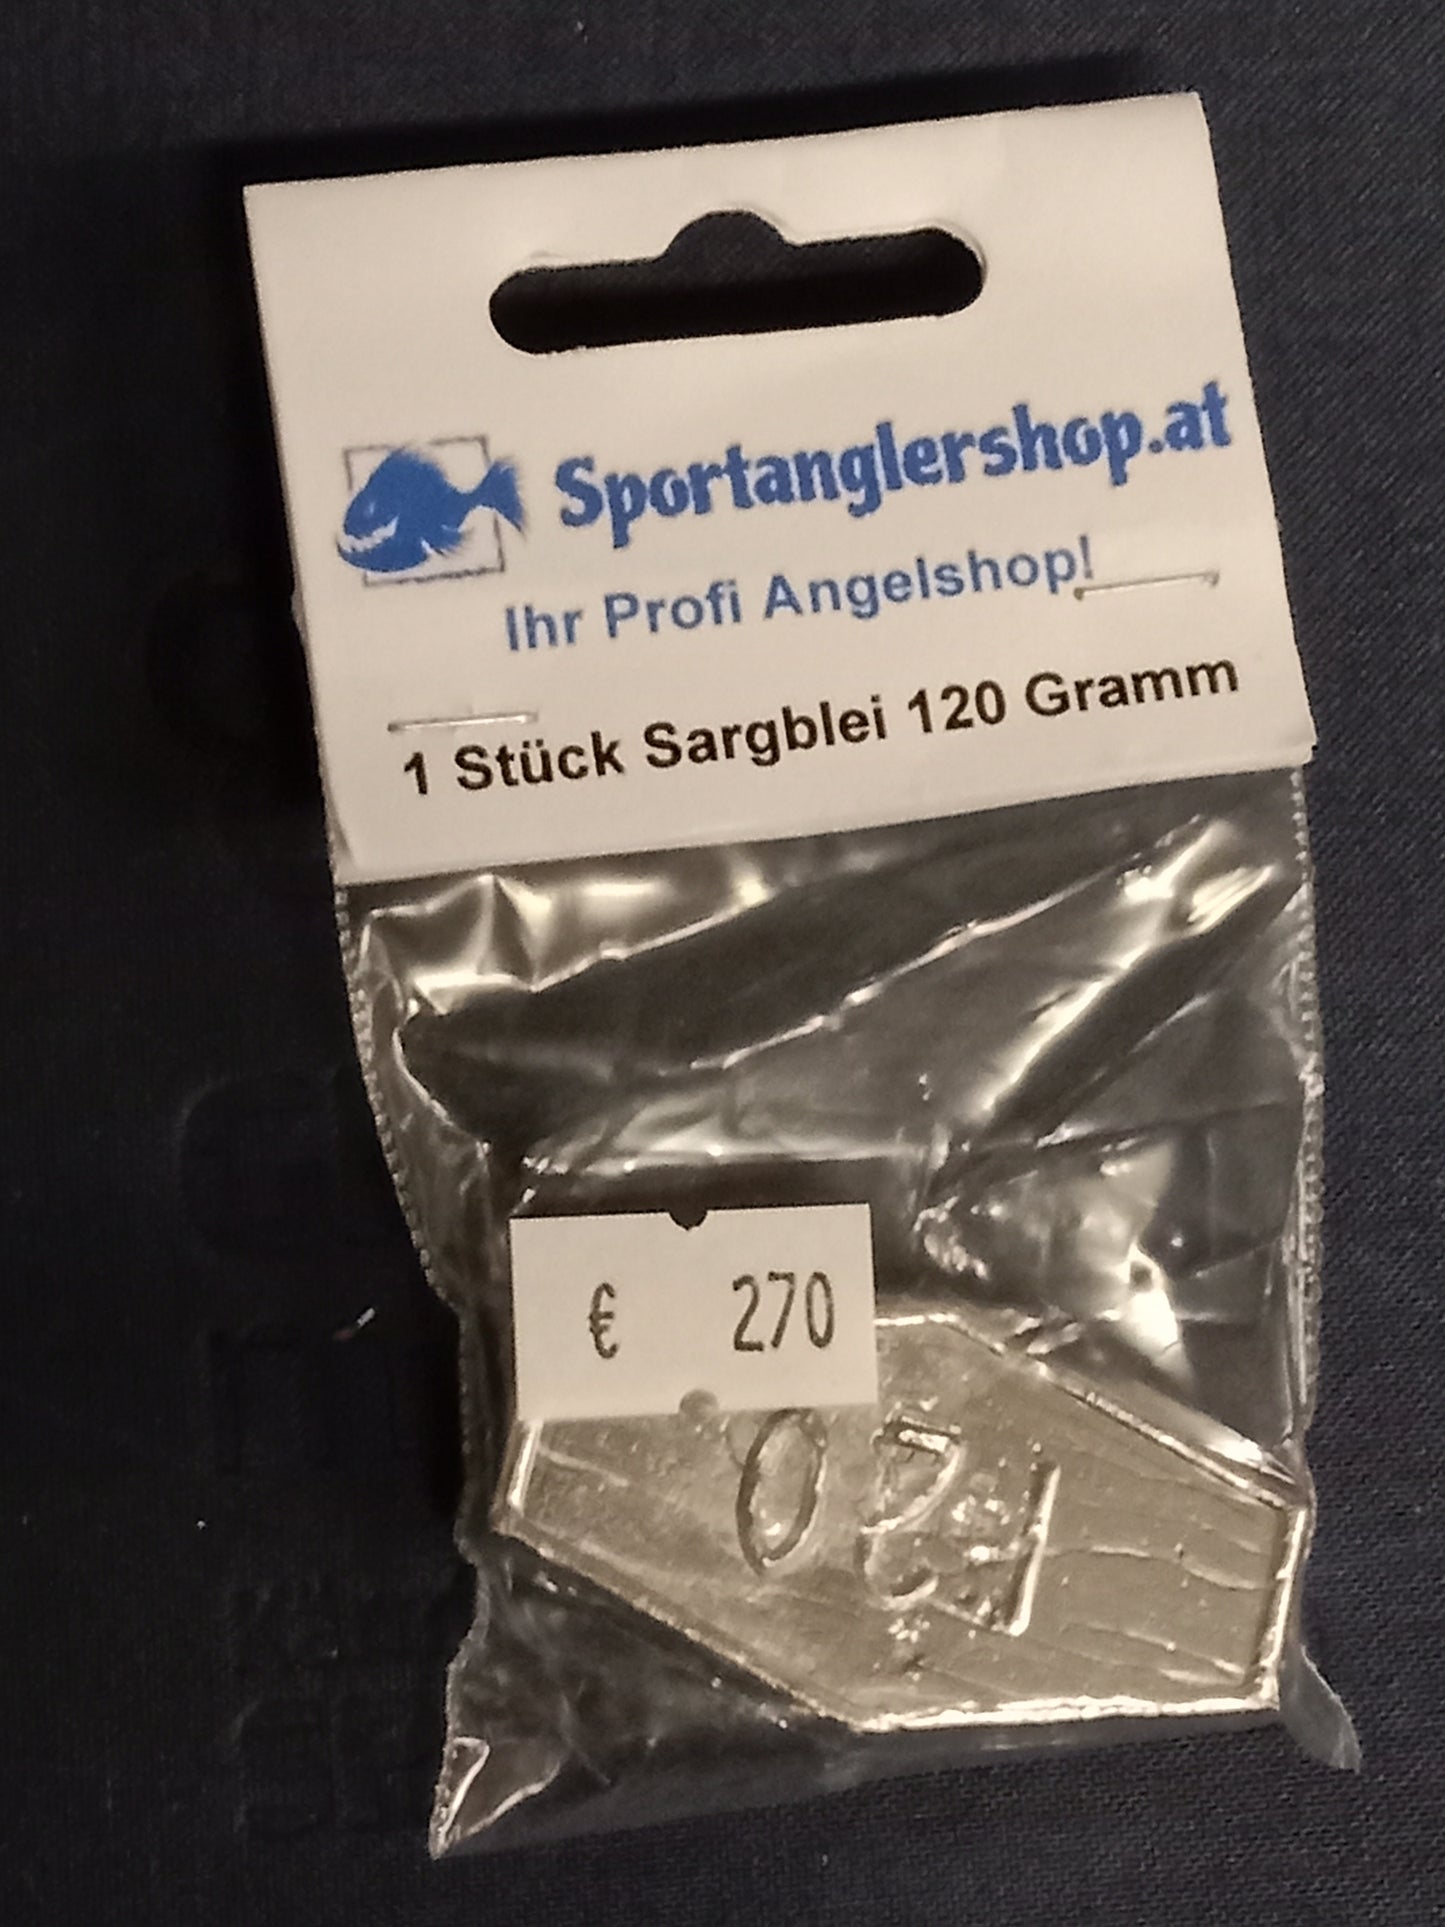 Sportanglershop.at
Ihr Profi Angelshop!
1 Stück Sargblei 120 Gramm
€ 270
120